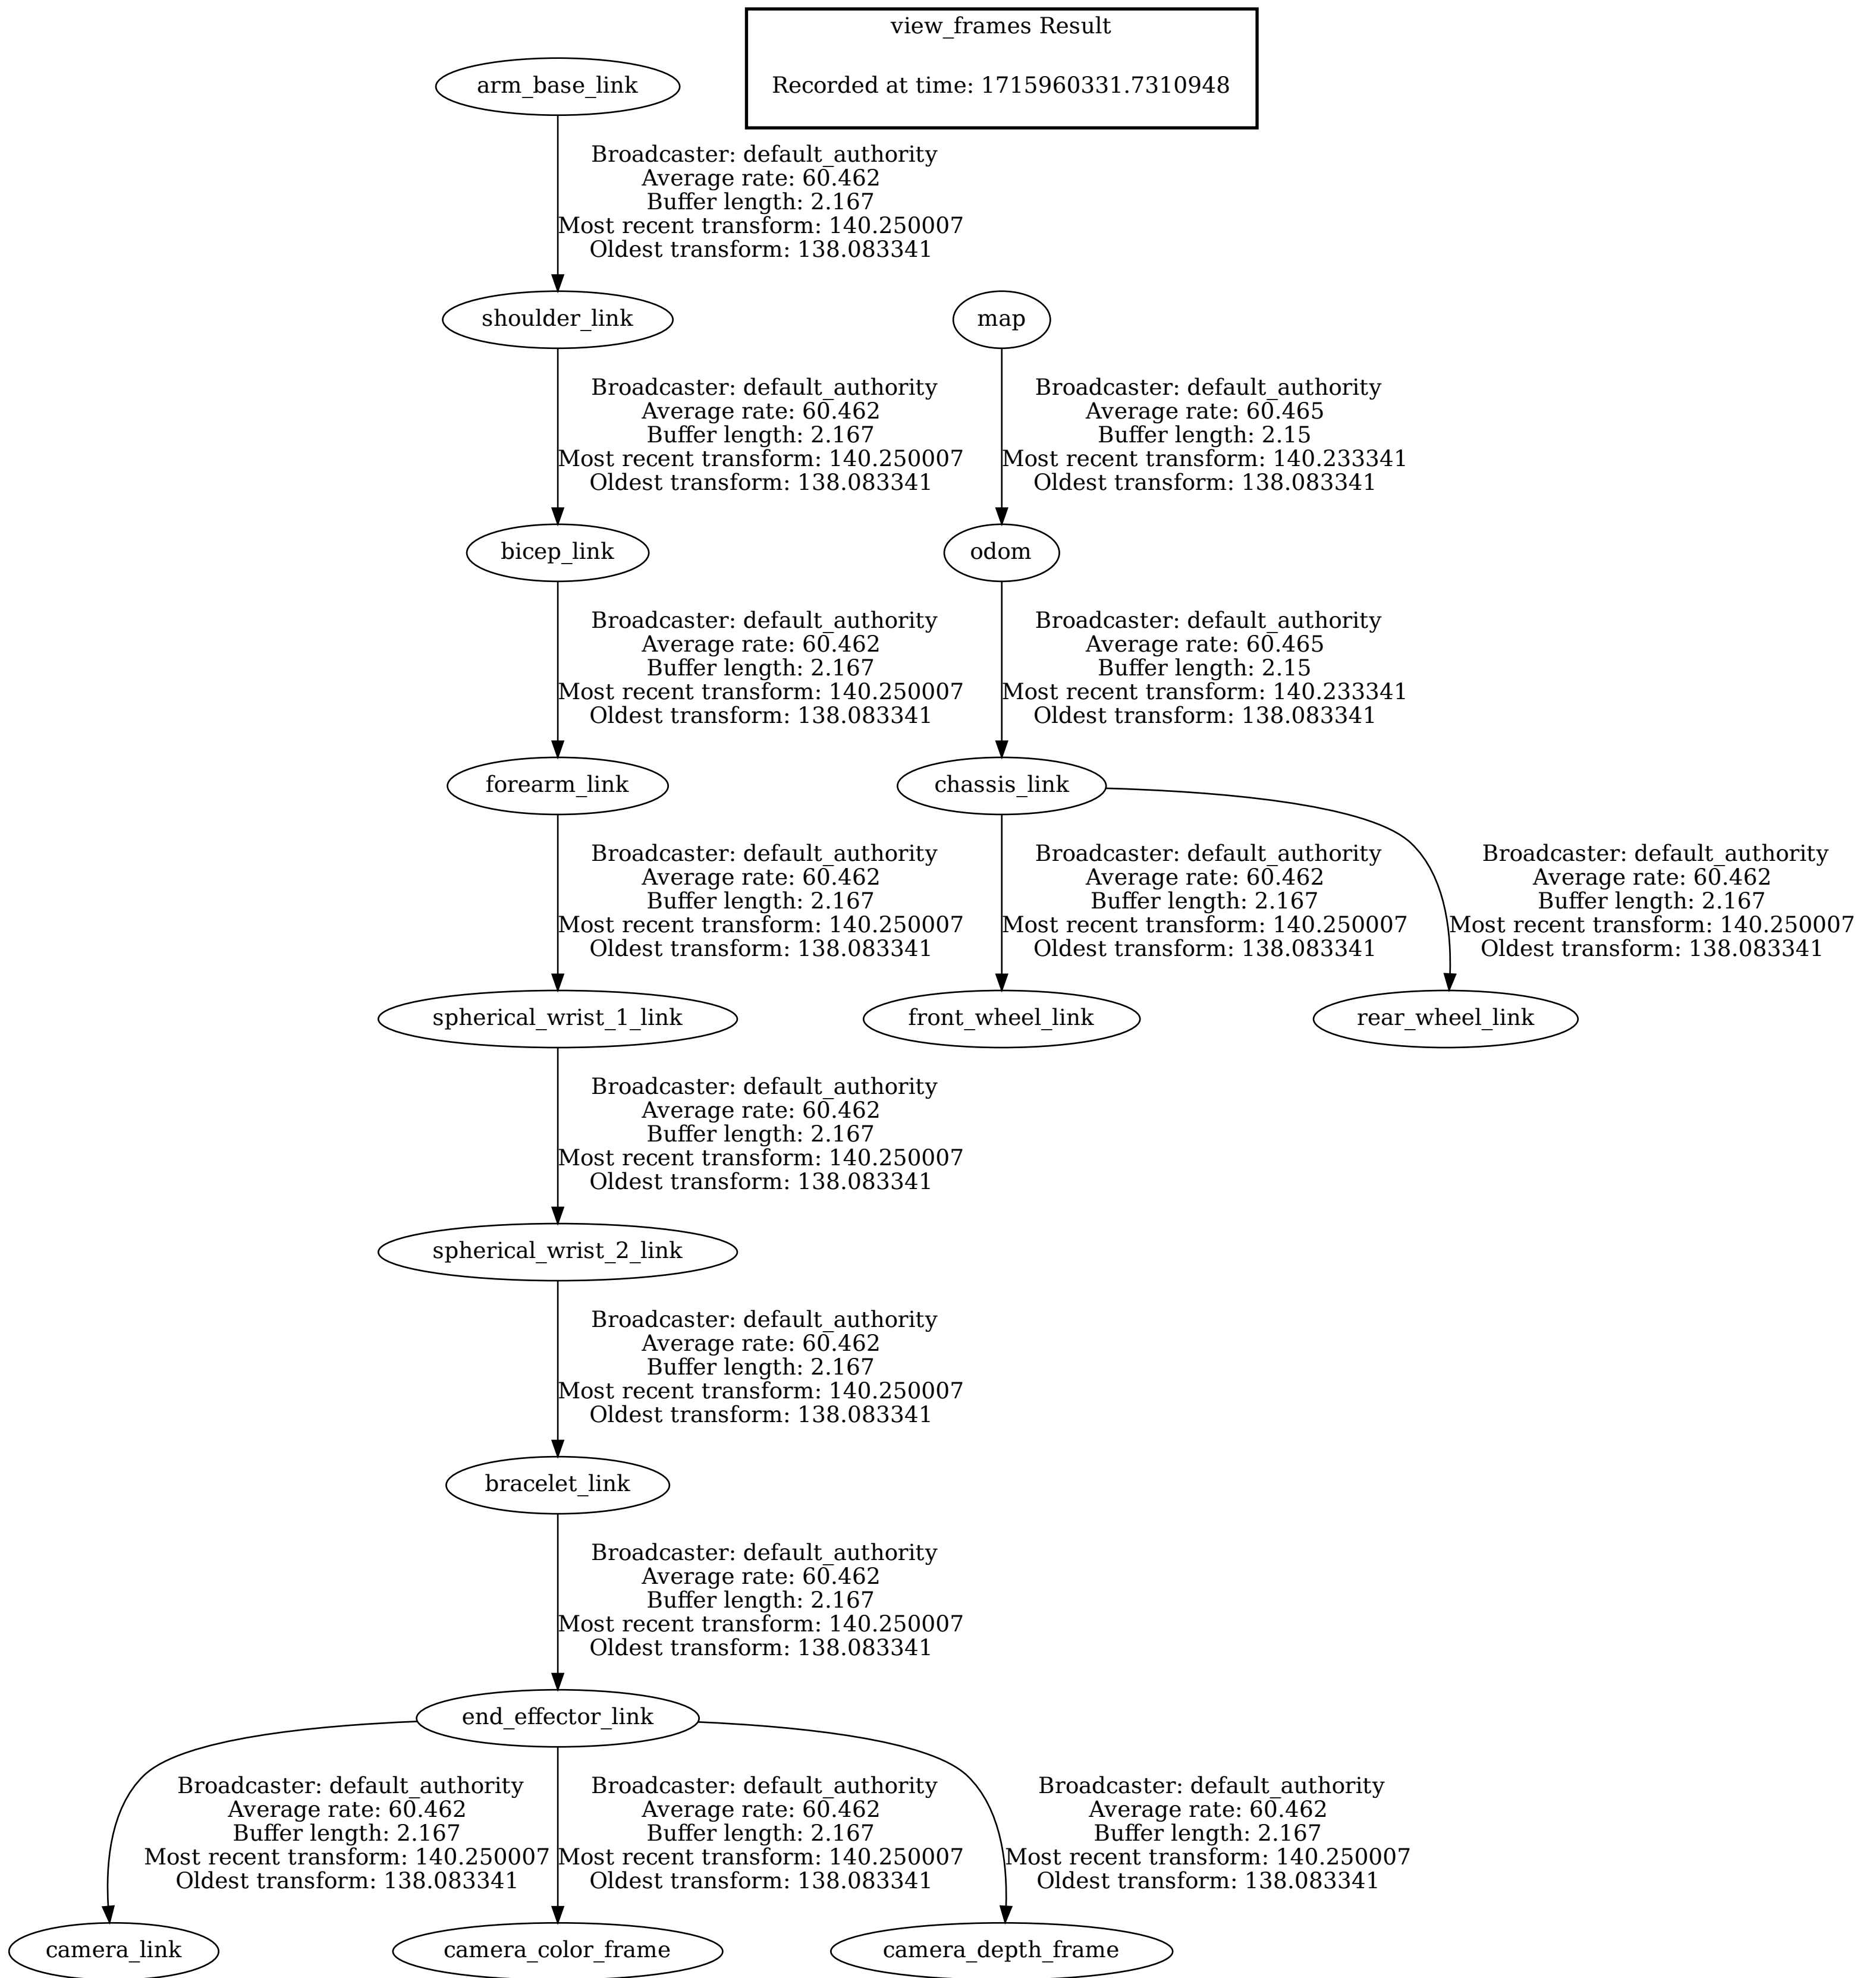 view_frames Result
Recorded at time: 1715960331.7310948
arm_base_link
Broadcaster: default_authority
Average rate: 60.462
Buffer length: 2.167
Most recent transform: 140.250007
Oldest transform: 138.083341
shoulder_link
Broadcaster: default_authority
Average rate: 60.462
Buffer length: 2.167
Most recent transform: 140.250007
Oldest transform: 138.083341
bicep_link
Broadcaster: default_authority
Average rate: 60.462
Buffer length: 2.167
Most recent transform: 140.250007
Oldest transform: 138.083341
forearm_link
Broadcaster: default_authority
Average rate: 60.462
Buffer length: 2.167
Most recent transform: 140.250007
Oldest transform: 138.083341
spherical_wrist_1_link
Broadcaster: default_authority
Average rate: 60.462
Buffer length: 2.167
Most recent transform: 140.250007
Oldest transform: 138.083341
spherical_wrist_2_link
Broadcaster: default_authority
Average rate: 60.462
Buffer length: 2.167
Most recent transform: 140.250007
Oldest transform: 138.083341
bracelet_link
Broadcaster: default_authority
Average rate: 60.462
Buffer length: 2.167
Most recent transform: 140.250007
Oldest transform: 138.083341
end_effector_link
Broadcaster: default_authority
Average rate: 60.462
Buffer length: 2.167
Most recent transform: 140.250007
Oldest transform: 138.083341
camera_link
Broadcaster: default_authority
Average rate: 60.462
Buffer length: 2.167
Most recent transform: 140.250007
Oldest transform: 138.083341
camera_color_frame
Broadcaster: default_authority
Average rate: 60.462
Buffer length: 2.167
Most recent transform: 140.250007
Oldest transform: 138.083341
camera_depth_frame
map
Broadcaster: default_authority
Average rate: 60.465
Buffer length: 2.15
Most recent transform: 140.233341
Oldest transform: 138.083341
odom
Broadcaster: default_authority
Average rate: 60.465
Buffer length: 2.15
Most recent transform: 140.233341
Oldest transform: 138.083341
chassis_link
Broadcaster: default_authority
Average rate: 60.462
Buffer length: 2.167
Most recent transform: 140.250007
Oldest transform: 138.083341
front_wheel_link
Broadcaster: default_authority
Average rate: 60.462
Buffer length: 2.167
Most recent transform: 140.250007
Oldest transform: 138.083341
rear_wheel_link